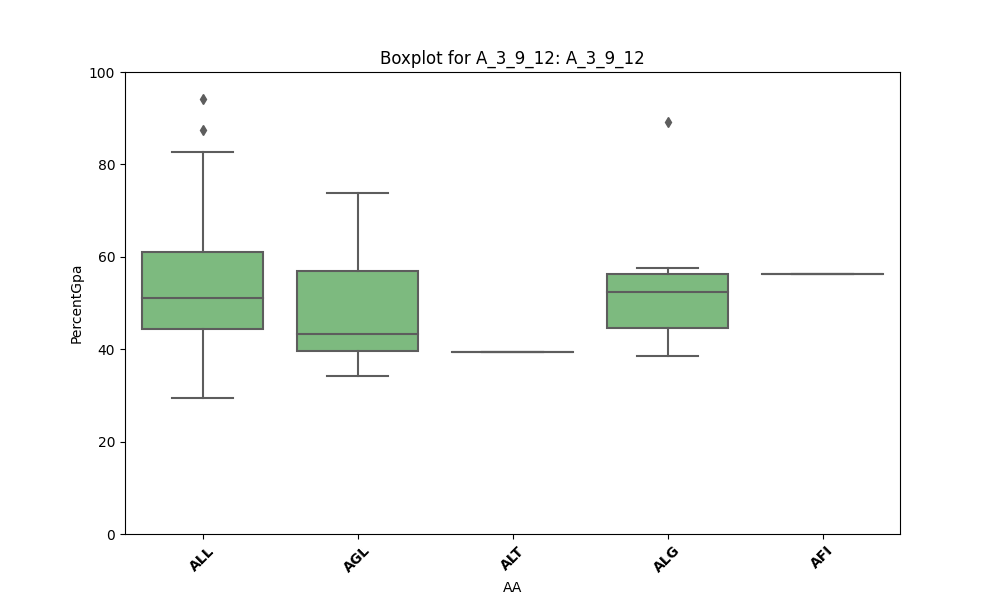 Boxplot for A_3_9_12: A_3_9_12
100
80
60
40
20
0
PercentGpa
ALL
AGL
ALT
ALG
AFI
AA